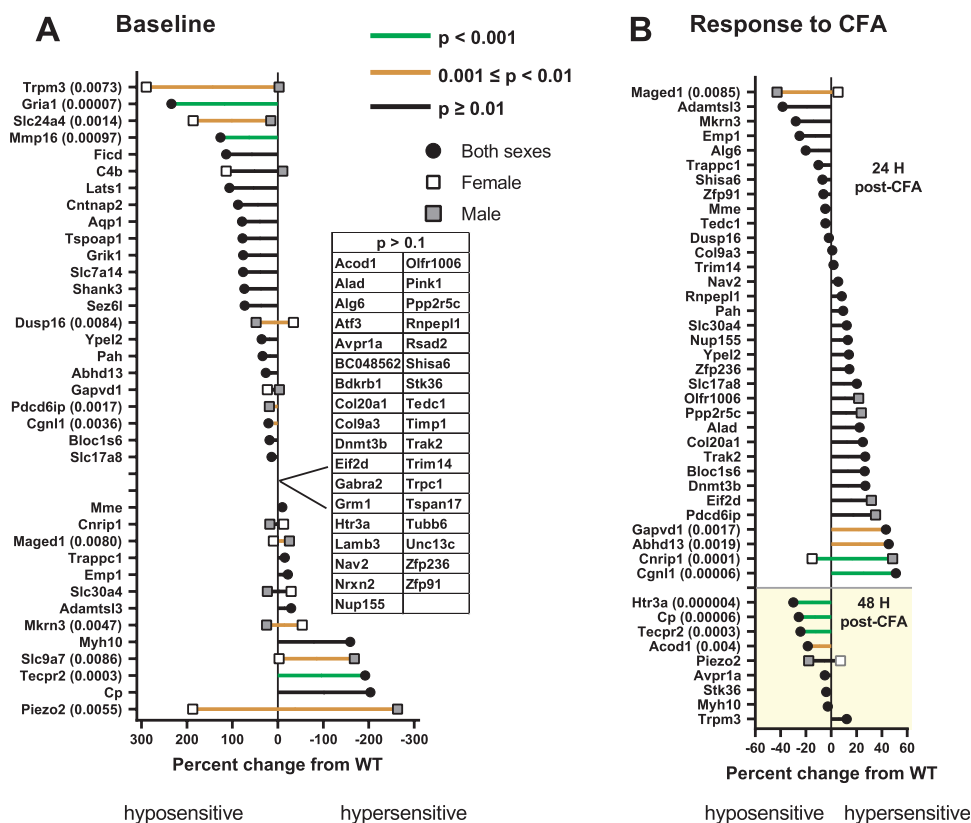 A Baseline
p < 0.001
0.001 ≤ p < 0.01
p ≥ 0.01
Both sexes
Female
Male
Trpm3 (0.0073)
Gria1 (0.00007)
Slc24a4 (0.0014)
Mmp16 (0.00097)
Ficd
C4b
Lats1
Cntnap2
Aqp1
Tspoap1
Grik1
Slc7a14
Shank3
Sez6l
Dusp16 (0.0084)
Ypel2
Pah
Abhd13
Gapvd1
Pdcd6ip (0.0017)
Cgnl1 (0.0036)
Bloc1s6
Slc17a8
Mme
Cnrip1
Maged1 (0.0080)
Trappc1
Emp1
Slc30a4
Adamtsl3
Mkrn3 (0.0047)
Myh10
Slc9a7 (0.0086)
Tecpr2 (0.0003)
Cp
Piezo2 (0.0055)
p > 0.1
Acod1 Olfr1006
Alad Pink1
Alg6 Ppp2r5c
Atf3 Rnpepl1
Avpr1a Rsad2
BC048562 Shisa6
Bdkrb1 Stk36
Col20a1 Tedc1
Col9a3 Timp1
Dnmt3b Trak2
Eif2d Trim14
Gabra2 Trpc1
Grm1 Tspan17
Htr3a Tubb6
Lamb3 Unc13c
Nav2 Zfp236
Nrxn2 Zfp91
Nup155
300 200 100 0 -100 -200 -300
Percent change from WT
hyposensitive hypersensitive
B Response to CFA
Maged1 (0.0085)
Adamtsl3
Mkrn3
Emp1
Alg6
Trappc1
Shisa6
Zfp91
Mme
Tedc1
Dusp16
Col9a3
Trim14
Nav2
Rnpepl1
Pah
Slc30a4
Nup155
Ypel2
Zfp236
Slc17a8
Olfr1006
Ppp2r5c
Alad
Col20a1
Trak2
Bloc1s6
Dnmt3b
Eif2d
Pdcd6ip
Gapvd1 (0.0017)
Abhd13 (0.0019)
Cnrip1 (0.0001)
Cgnl1 (0.00006)
24 H
post-CFA
Htr3a (0.000004)
Cp (0.00006)
Tecpr2 (0.0003)
Acod1 (0.004)
Piezo2
Avpr1a
Stk36
Myh10
Trpm3
48 H
post-CFA
-60 -40 -20 0 20 40 60
Percent change from WT
hyposensitive hypersensitive